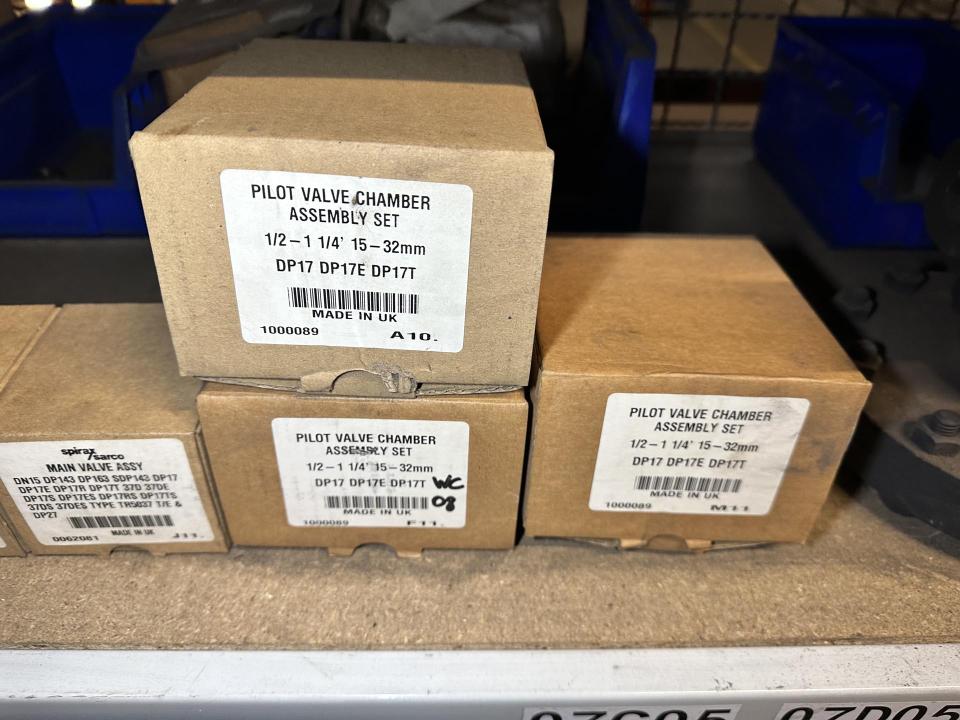 PILOT VALVE CHAMBER
ASSEMBLY SET
1/2-1 1/4' 15-32mm
DP17 DP17E DP17T
MADE IN UK
1000089 A10.
spirax
/sarco
MAIN VALVE ASSY
DN15 DP143 DP163 SDP143 DP17
DP17E DP17R DP17T 37D 37DE
DP17S DP17ES DP17RS DP17TS
37DS 37DES TYPE TR5037 T/E &
DP27
MADE IN UK
0062081 J11.
PILOT VALVE CHAMBER
ASSEMBLY SET
1/2-1 1/4' 15-32mm
DP17 DP17E DP17T WC
08
MADE IN UK
1000089 F11.
PILOT VALVE CHAMBER
ASSEMBLY SET
1/2-1 1/4' 15-32mm
DP17 DP17E DP17T
MADE IN UK
1000089 M11
07C05 07D05